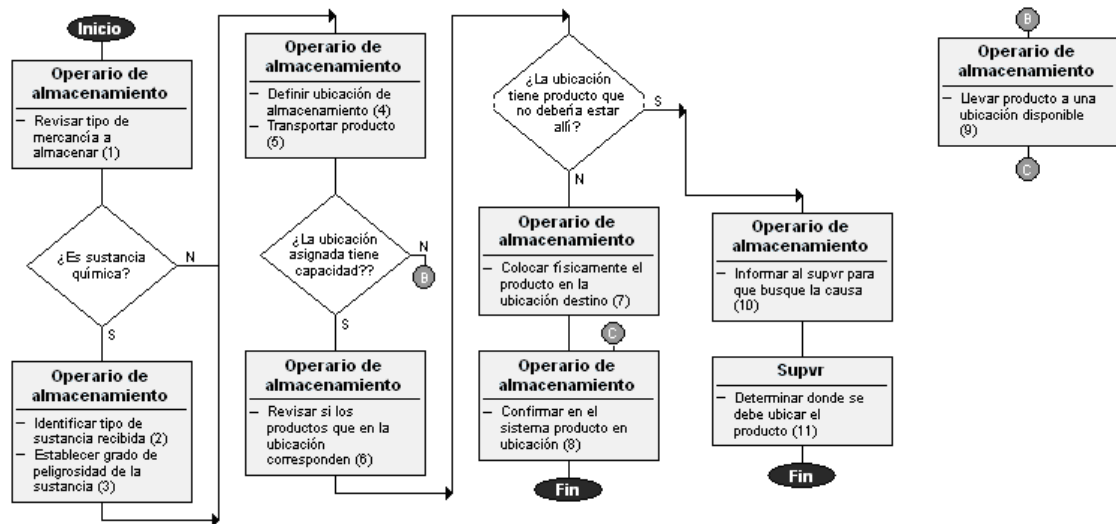 Inicio
Operario de
almacenamiento
– Revisar tipo de
mercancía a
almacenar (1)
¿Es sustancia
química?
N
S
Operario de
almacenamiento
– Identificar tipo de
sustancia recibida (2)
– Establecer grado de
peligrosidad de la
sustancia (3)
Operario de
almacenamiento
– Definir ubicación de
almacenamiento (4)
– Transportar producto
(5)
¿La ubicación
asignada tiene
capacidad??
N
B
S
Operario de
almacenamiento
– Revisar si los
productos que en la
ubicación
corresponden (6)
¿La ubicación
tiene producto que
no debería estar
allí?
S
N
Operario de
almacenamiento
– Colocar físicamente el
producto en la
ubicación destino (7)
C
Operario de
almacenamiento
– Confirmar en el
sistema producto en
ubicación (8)
Fin
Operario de
almacenamiento
– Informar al supvr para
que busque la causa
(10)
Supvr
– Determinar donde se
debe ubicar el
producto (11)
Fin
B
Operario de
almacenamiento
– Llevar producto a una
ubicación disponible
(9)
C